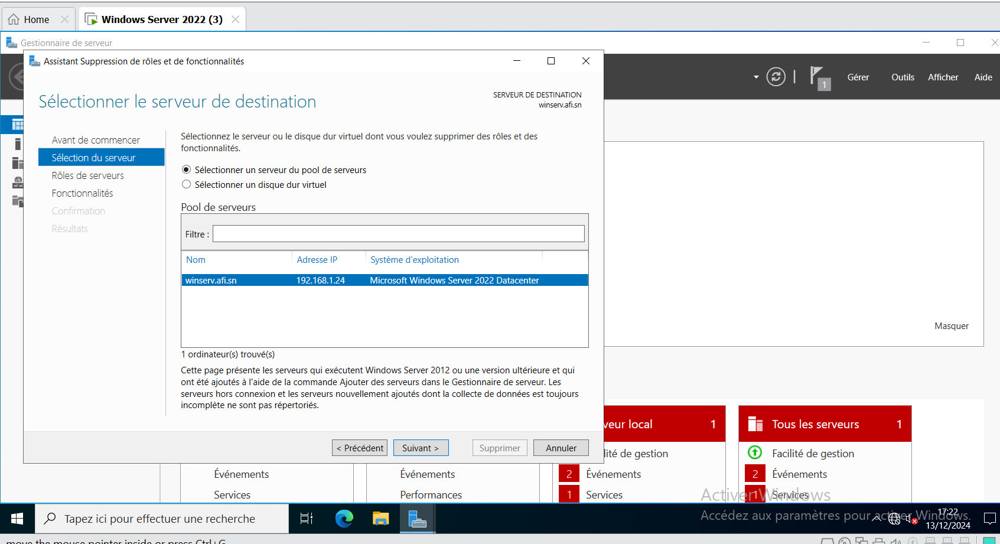 Home
Windows Server 2022 (3)
Gestionnaire de serveur
Assistant Suppression de rôles et de fonctionnalités
1
Gérer
Outils
Afficher
Aide
Sélectionner le serveur de destination
SERVEUR DE DESTINATION
winserv.afi.sn
Avant de commencer
Sélection du serveur
Rôles de serveurs
Fonctionnalités
Confirmation
Résultats
Sélectionnez le serveur ou le disque dur virtuel dont vous voulez supprimer des rôles et des
fonctionnalités.
Sélectionner un serveur du pool de serveurs
Sélectionner un disque dur virtuel
Pool de serveurs
Filtre :
Nom
Adresse IP
Système d'exploitation
winserv.afi.sn
192.168.1.24
Microsoft Windows Server 2022 Datacenter
Masquer
1 ordinateur(s) trouvé(s)
Cette page présente les serveurs qui exécutent Windows Server 2012 ou une version ultérieure et qui
ont été ajoutés à l'aide de la commande Ajouter des serveurs dans le Gestionnaire de serveur. Les
serveurs hors connexion et les serveurs nouvellement ajoutés dont la collecte de données est toujours
incomplète ne sont pas répertoriés.
< Précédent
Suivant >
Supprimer
Annuler
veur local
1
Tous les serveurs
1
lité de gestion
Facilité de gestion
Événements
Événements
2
Événements
2
Événements
Services
Performances
1
Services
1
Services
Activer Windows
Accédez aux paramètres pour activer Windows.
Tapez ici pour effectuer une recherche
17:22
13/12/2024
move the mouse pointer inside or press Ctrl+G